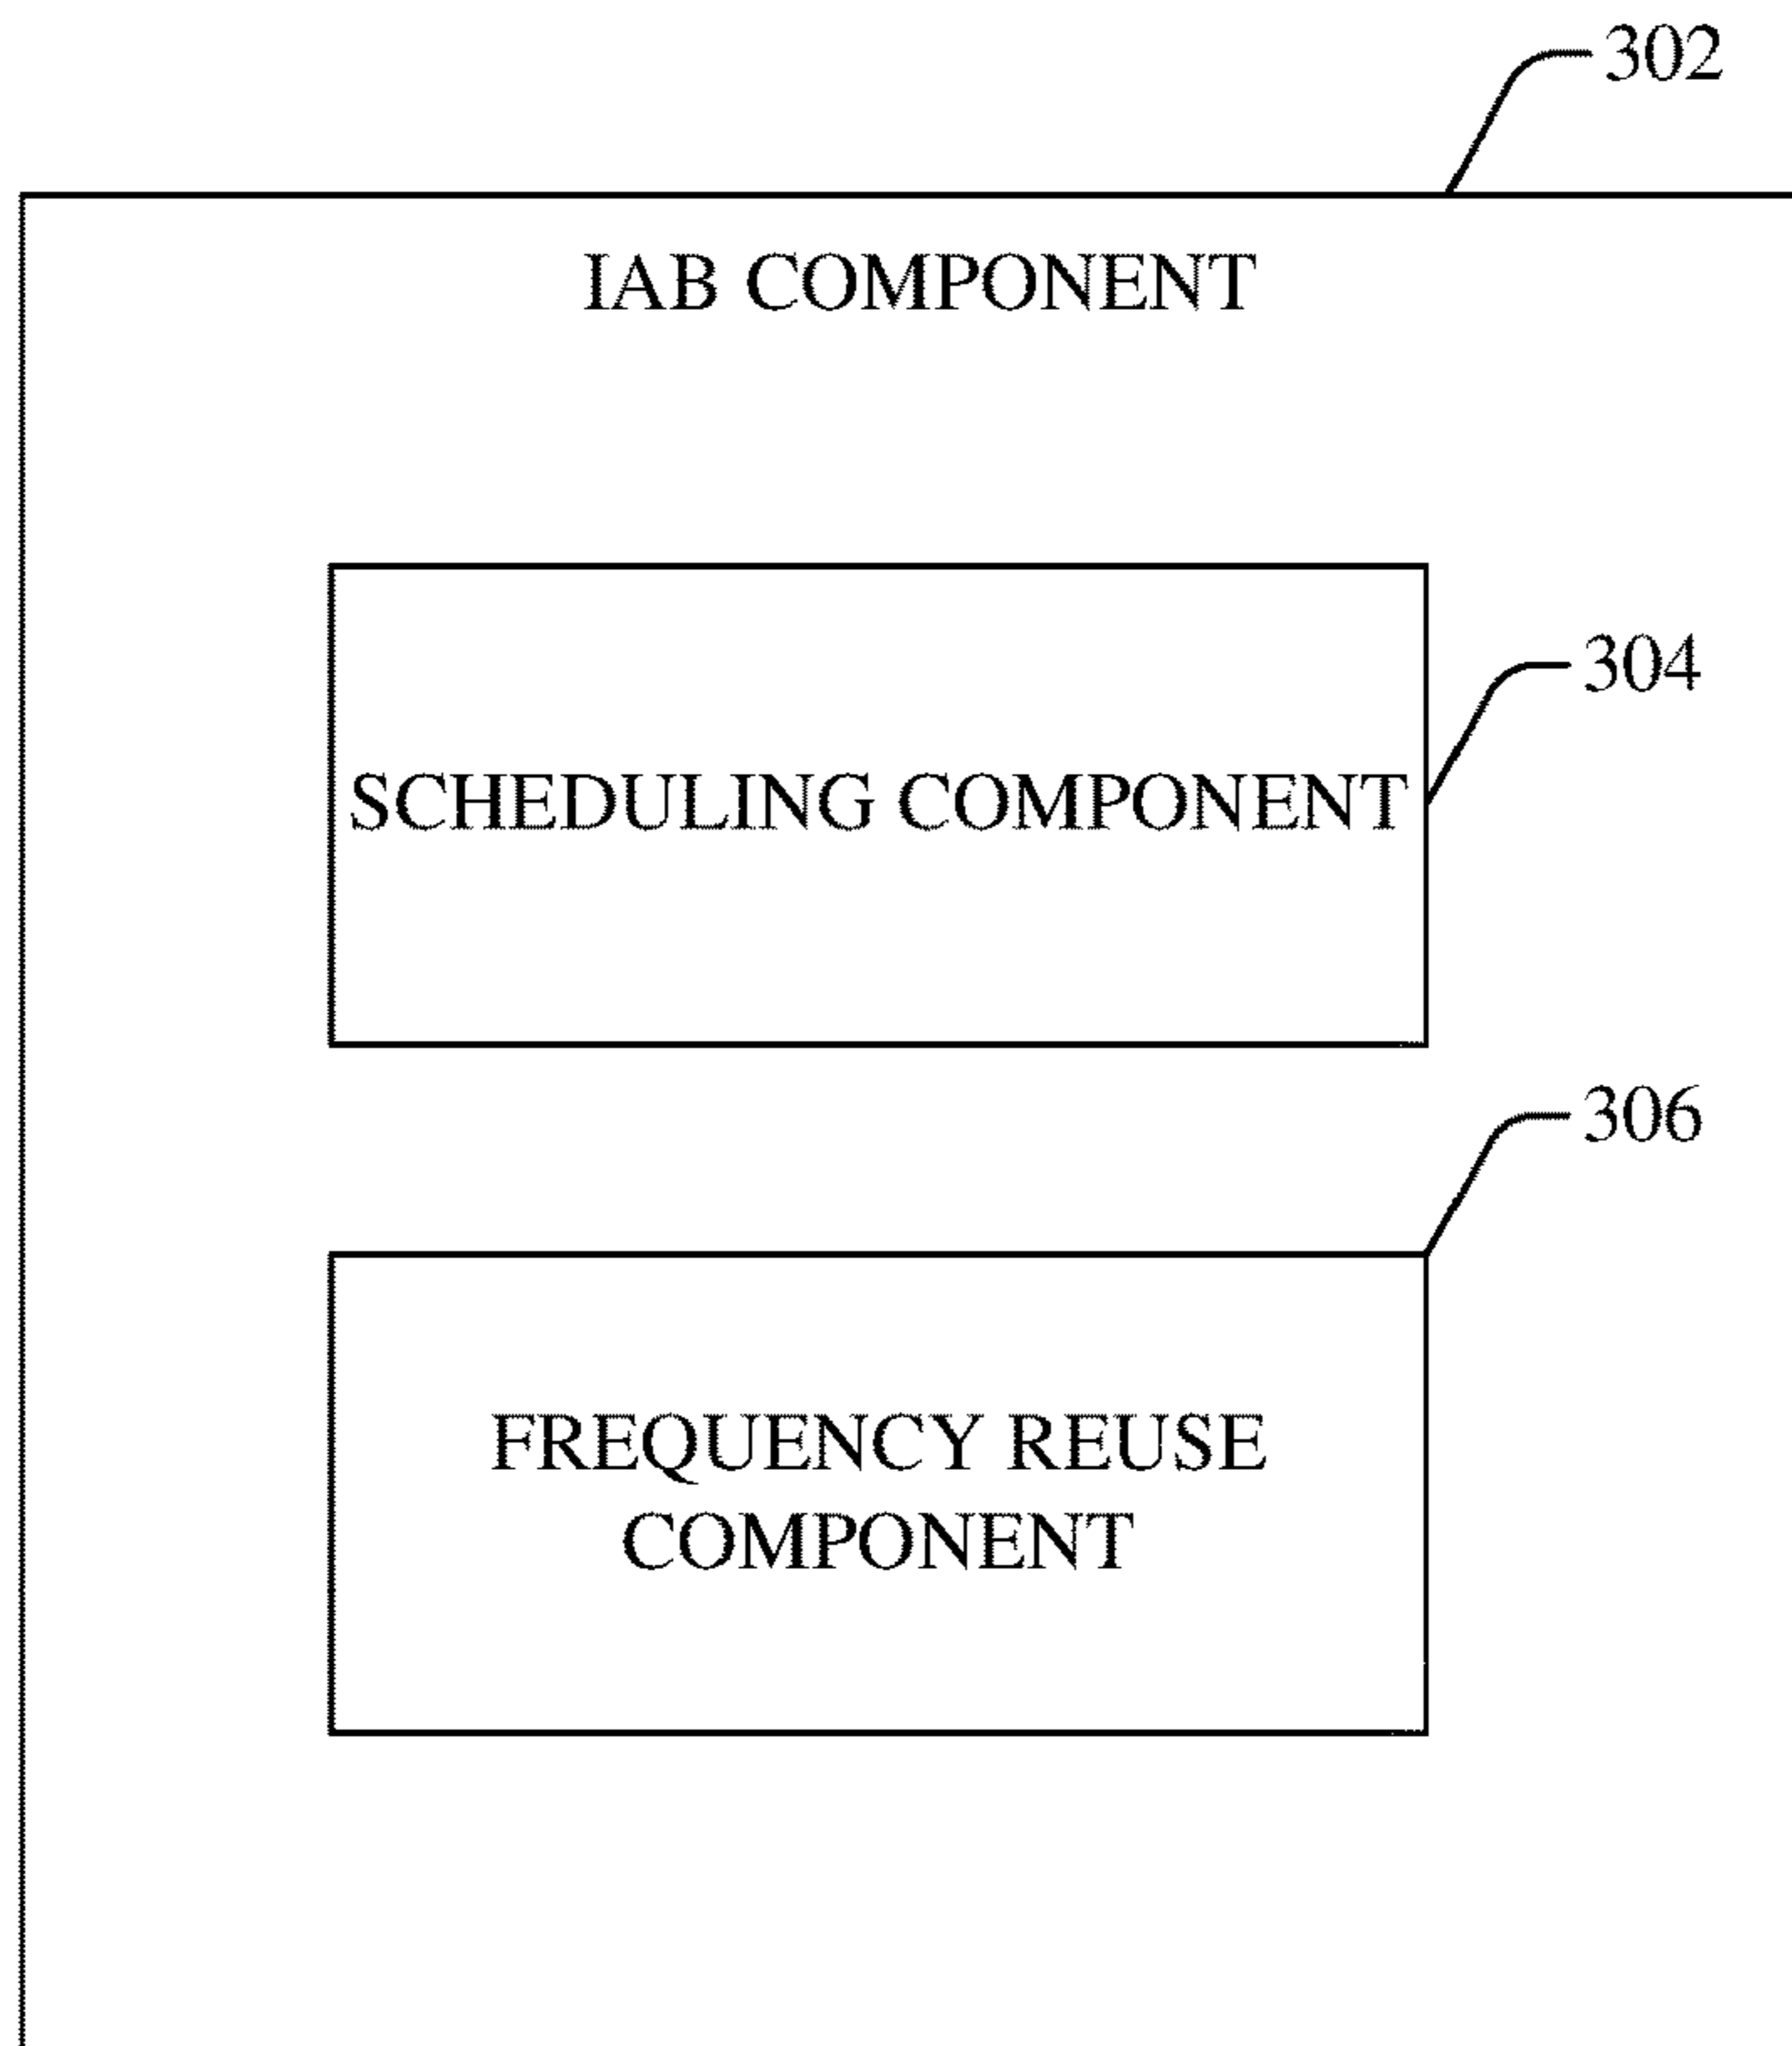 302
IAB COMPONENT
304
SCHEDULING COMPONENT
306
FREQUENCY REUSE
COMPONENT